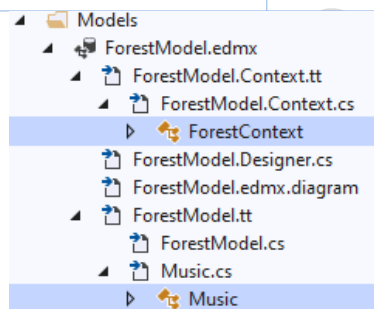 Models
ForestModel.edmx
ForestModel.Context.tt
ForestModel.Context.cs
ForestContext
ForestModel.Designer.cs
ForestModel.edmx.diagram
ForestModel.tt
ForestModel.cs
Music.cs
Music